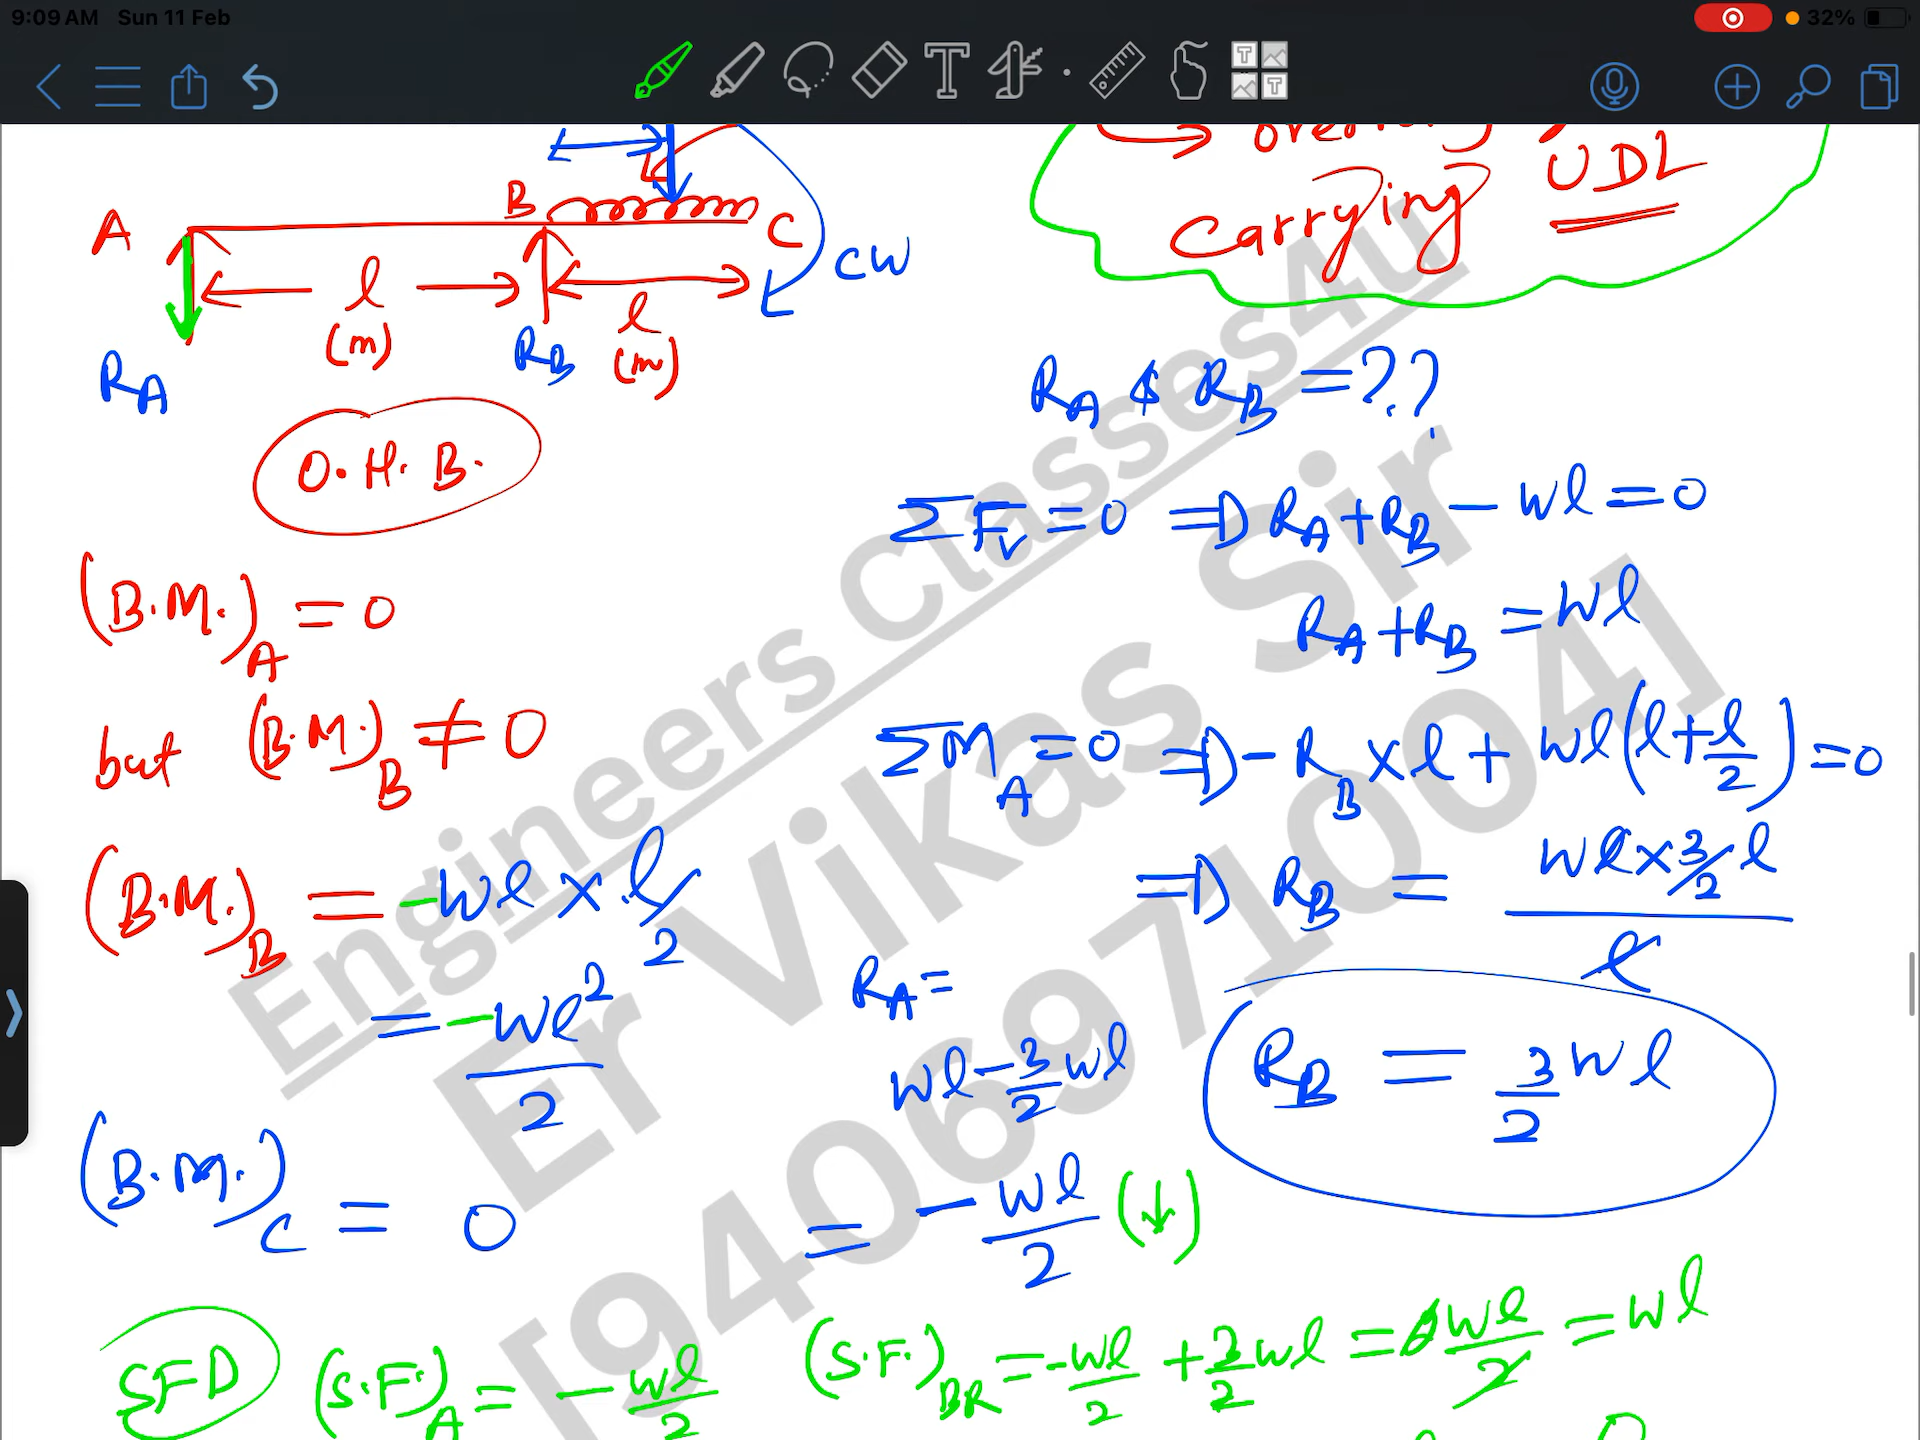 9:09 AM Sun 11 Feb
32%
carrying UDL
A B C CW
l l
(m) (m)
RA RB
O.H.B.
RA & RB = ??
ΣFv = 0 ⇒ RA + RB - wl = 0
RA + RB = wl
(B.M.)A = 0
but (B.M.)B ≠ 0
ΣMA = 0 ⇒ -RB × l + wl(l + l/2) = 0
(B.M.)B = -wl × l/2
⇒ RB = wl × 3/2 l / l
= -wl²/2
RA =
wl - 3/2 wl
RB = 3/2 wl
(B.M.)C = 0
= -wl/2 (↓)
SFD (S.F.)A = -wl/2 (S.F.)BR = -wl/2 + 3/2 wl = wl/2 = wl
Engineers Classes4u
Er Vikas Sir
[9406971004]